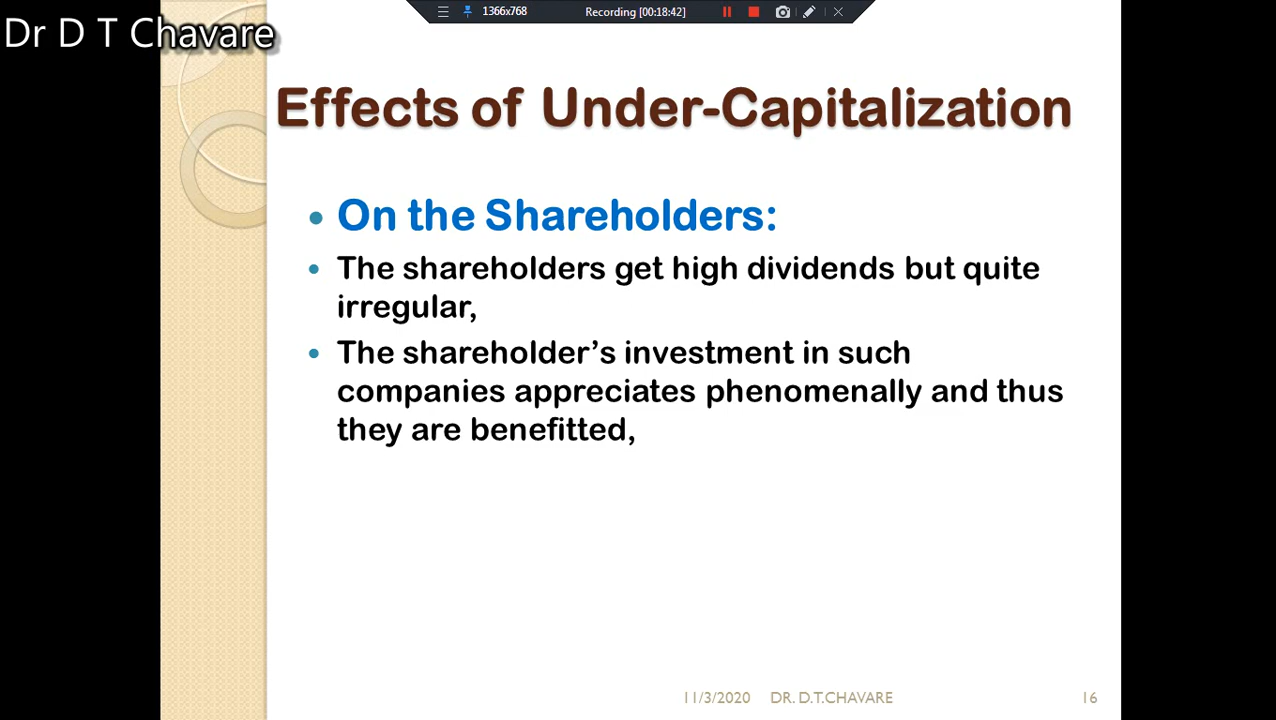 1366x768 Recording [00:18:42]
Dr D T Chavare
Effects of Under-Capitalization
• On the Shareholders:
• The shareholders get high dividends but quite
irregular,
• The shareholder’s investment in such
companies appreciates phenomenally and thus
they are benefitted,
11/3/2020 DR. D.T.CHAVARE 16